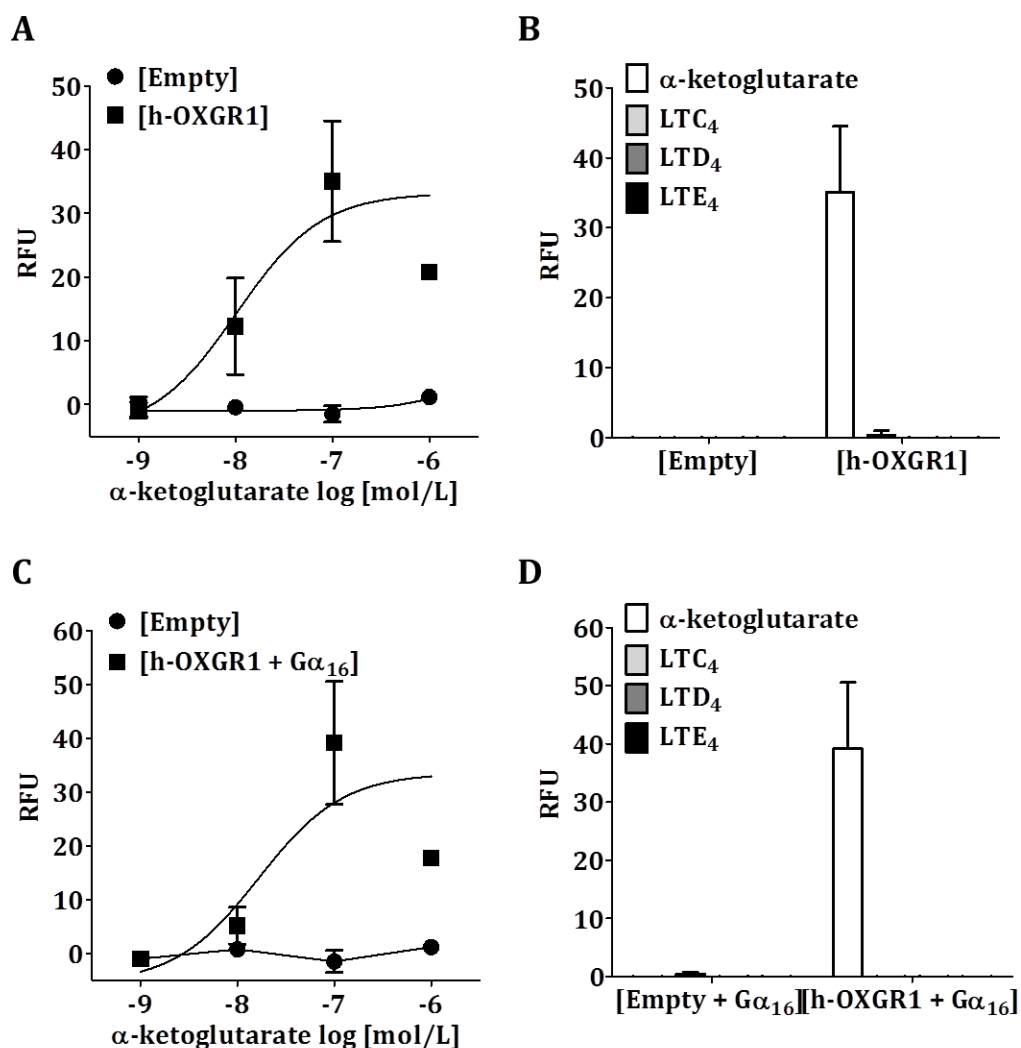 A
[Empty]
[h-OXGR1]
50
40
30
20
10
0
RFU
-9 -8 -7 -6
α-ketoglutarate log [mol/L]
B
α-ketoglutarate
LTC₄
LTD₄
LTE₄
50
40
30
20
10
0
RFU
[Empty] [h-OXGR1]
C
[Empty]
[h-OXGR1 + Gα₁₆]
60
50
40
30
20
10
0
RFU
-9 -8 -7 -6
α-ketoglutarate log [mol/L]
D
α-ketoglutarate
LTC₄
LTD₄
LTE₄
60
50
40
30
20
10
0
RFU
[Empty + Gα₁₆][h-OXGR1 + Gα₁₆]